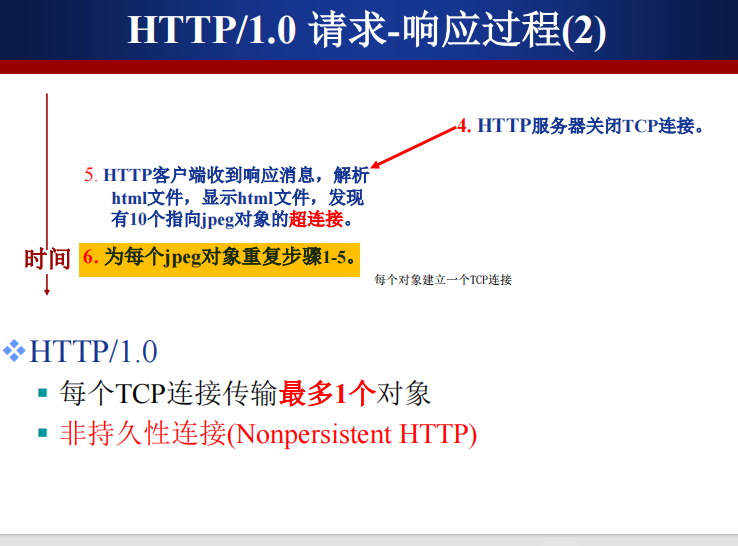 HTTP/1.0 请求-响应过程(2)
4. HTTP服务器关闭TCP连接。
5. HTTP客户端收到响应消息，解析
html文件，显示html文件，发现
有10个指向jpeg对象的超连接。
时间
6. 为每个jpeg对象重复步骤1-5。
每个对象建立一个TCP连接
❖HTTP/1.0
▪ 每个TCP连接传输最多1个对象
▪ 非持久性连接(Nonpersistent HTTP)